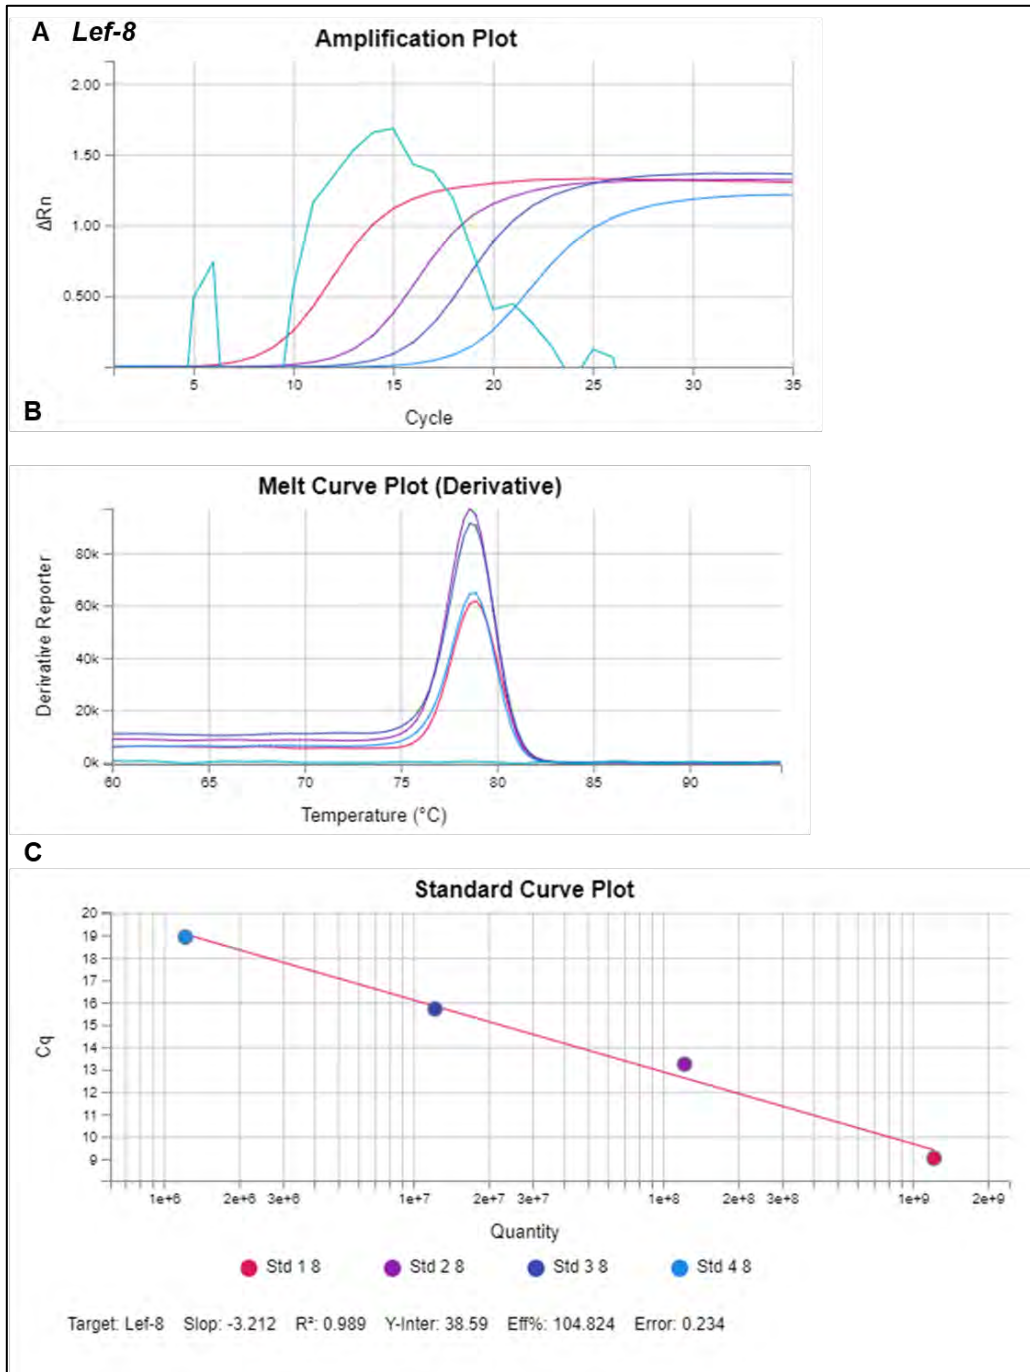 A Lef-8
Amplification Plot
2.00
1.50
1.00
0.500
ΔRn
5 10 15 20 25 30 35
Cycle
B
Melt Curve Plot (Derivative)
80k
60k
40k
20k
0k
Derivative Reporter
60 65 70 75 80 85 90
Temperature (°C)
C
Standard Curve Plot
20
19
18
17
16
15
14
13
12
11
10
9
Cq
1e+6 2e+6 3e+6 1e+7 2e+7 3e+7 1e+8 2e+8 3e+8 1e+9 2e+9
Quantity
Std 1 8 Std 2 8 Std 3 8 Std 4 8
Target: Lef-8 Slop: -3.212 R²: 0.989 Y-Inter: 38.59 Eff%: 104.824 Error: 0.234